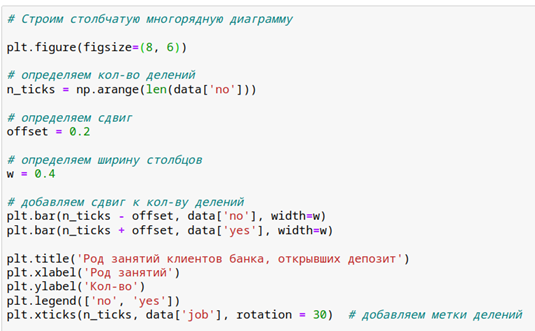 # Строим столбчатую многорядную диаграмму
plt.figure(figsize=(8, 6))
# определяем кол-во делений
n_ticks = np.arange(len(data['no']))
# определяем сдвиг
offset = 0.2
# определяем ширину столбцов
w = 0.4
# добавляем сдвиг к кол-ву делений
plt.bar(n_ticks - offset, data['no'], width=w)
plt.bar(n_ticks + offset, data['yes'], width=w)
plt.title('Род занятий клиентов банка, открывших депозит')
plt.xlabel('Род занятий')
plt.ylabel('Кол-во')
plt.legend(['no', 'yes'])
plt.xticks(n_ticks, data['job'], rotation = 30)  # добавляем метки делений